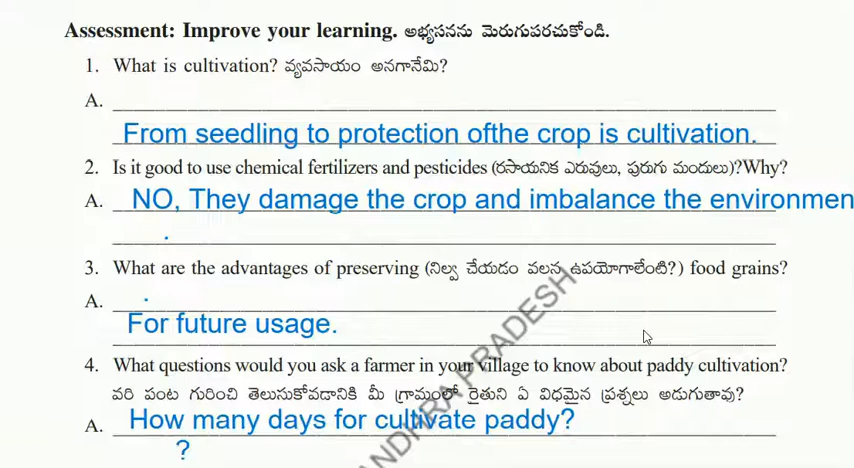 Assessment: Improve your learning. అభ్యసనను మెరుగుపరచుకోండి.
1. What is cultivation? వ్యవసాయం అనగానేమి?
A.
From seedling to protection ofthe crop is cultivation.
2. Is it good to use chemical fertilizers and pesticides (రసాయనిక ఎరువులు, పురుగు మందులు)?Why?
A. NO, They damage the crop and imbalance the environmen
.
3. What are the advantages of preserving (నిల్వ చేయడం వలన ఉపయోగాలేంటి?) food grains?
.
A.
For future usage.
4. What questions would you ask a farmer in your village to know about paddy cultivation?
వరి పంట గురించి తెలుసుకోవడానికి మీ గ్రామంలో రైతుని ఏ విధమైన ప్రశ్నలు అడుగుతావు?
A. How many days for cultivate paddy?
?
NDHRA PRADESH